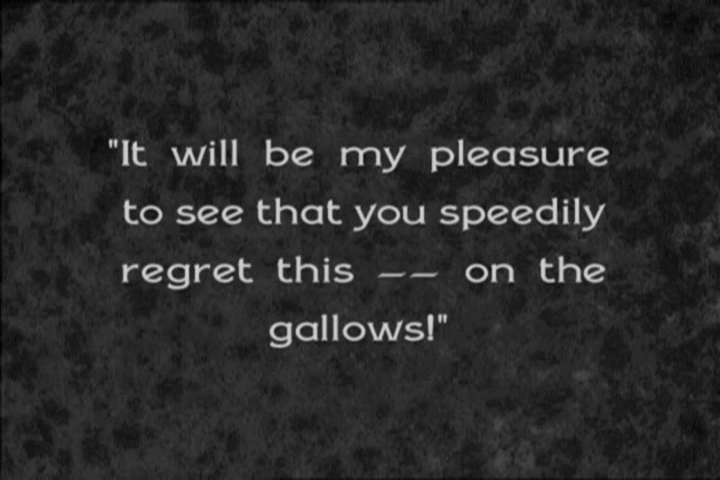 "It will be my pleasure
to see that you speedily
regret this —— on the
gallows!"